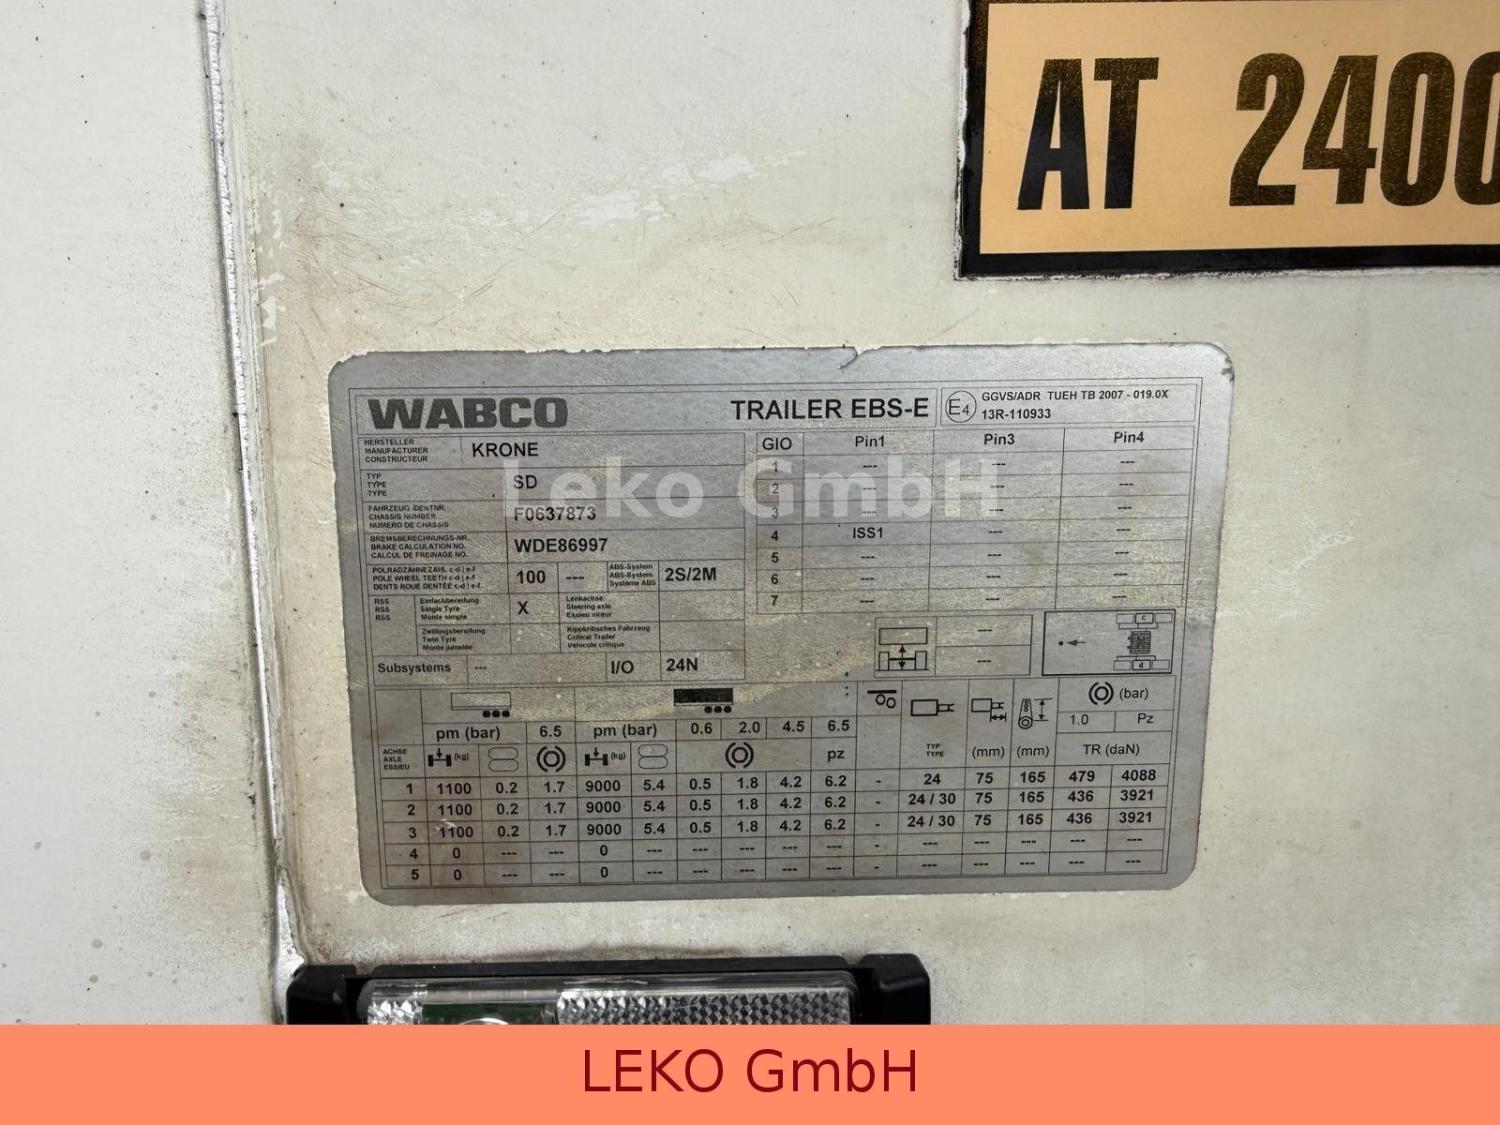 AT 2400
WABCO TRAILER EBS-E E4 GGVS/ADR TUEH TB 2007 - 019.0X
13R-110933
HERSTELLER
MANUFACTURER
CONSTRUCTEUR
KRONE
TYP
TYPE
TYPE
SD
FAHRZEUG IDENTNR.
CHASSIS NUMBER
NUMERO DE CHASSIS
F0637873
BREMSBERECHNUNGS-NR.
BRAKE CALCULATION NO.
CALCUL DE FREINAGE NO.
WDE86997
POLRADZÄHNEZAHL c-d | e-f
POLE WHEEL TEETH c-d | e-f
DENTS ROUE DENTÉE c-d | e-f
100 ---
ABS-System
ABS-System
Système ABS
2S/2M
RSS
RSS
RSS
Einfachbereifung
Single Tyre
Monte simple
X
Lenkachse
Steering axle
Essieu vireur
Zwillingsbereifung
Twin Tyre
Monte jumelée
Kippkritisches Fahrzeug
Critical Trailer
Véhicule critique
Subsystems --- I/O 24N
GIO Pin1 Pin3 Pin4
1 --- --- ---
2 --- --- ---
3 --- --- ---
4 ISS1 --- ---
5 --- --- ---
6 --- --- ---
7 --- --- ---
---
---
c
d
pm (bar) 6.5 pm (bar) 0.6 2.0 4.5 6.5 (bar)
1.0 Pz
ACHSE
AXLE
ESSIEU
(kg) (kg) pz TYP
TYPE
(mm) (mm) TR (daN)
1 1100 0.2 1.7 9000 5.4 0.5 1.8 4.2 6.2 - 24 75 165 479 4088
2 1100 0.2 1.7 9000 5.4 0.5 1.8 4.2 6.2 - 24 / 30 75 165 436 3921
3 1100 0.2 1.7 9000 5.4 0.5 1.8 4.2 6.2 - 24 / 30 75 165 436 3921
4 0 --- --- 0 --- --- --- --- --- - --- --- --- --- ---
5 0 --- --- 0 --- --- --- --- --- - --- --- --- --- ---
Leko GmbH
LEKO GmbH